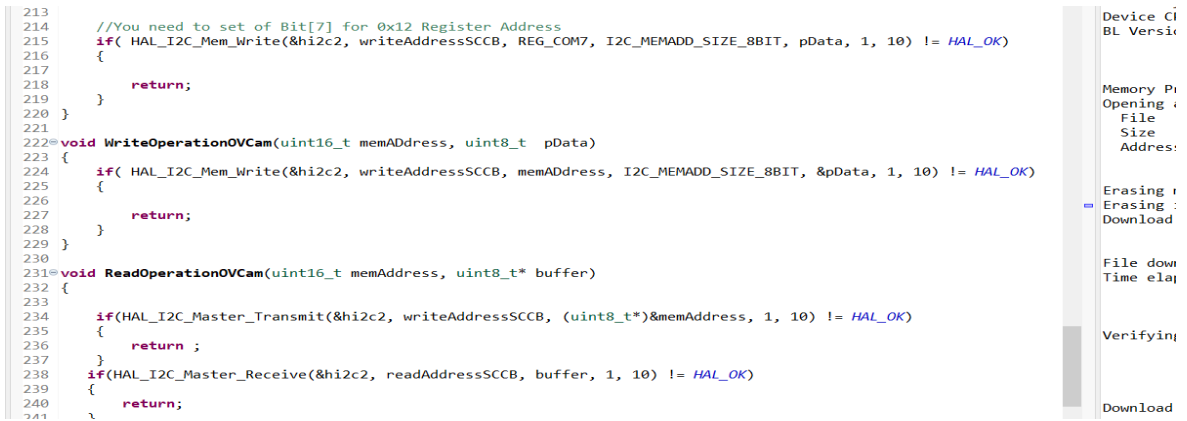 213
214 //You need to set of Bit[7] for 0x12 Register Address
215 if( HAL_I2C_Mem_Write(&hi2c2, writeAddressSCCB, REG_COM7, I2C_MEMADD_SIZE_8BIT, pData, 1, 10) != HAL_OK)
216 {
217
218 return;
219 }
220 }
221
222 void WriteOperationOVCam(uint16_t memADdress, uint8_t  pData)
223 {
224 if( HAL_I2C_Mem_Write(&hi2c2, writeAddressSCCB, memADdress, I2C_MEMADD_SIZE_8BIT, &pData, 1, 10) != HAL_OK)
225 {
226
227 return;
228 }
229 }
230
231 void ReadOperationOVCam(uint16_t memAddress, uint8_t* buffer)
232 {
233
234 if(HAL_I2C_Master_Transmit(&hi2c2, writeAddressSCCB, (uint8_t*)&memAddress, 1, 10) != HAL_OK)
235 {
236 return ;
237 }
238 if(HAL_I2C_Master_Receive(&hi2c2, readAddressSCCB, buffer, 1, 10) != HAL_OK)
239 {
240 return;
241 }
Device
BL
Memory
Opening
File
Size
Address
Erasing
Erasing
Download
File
Time
Verifying
Download